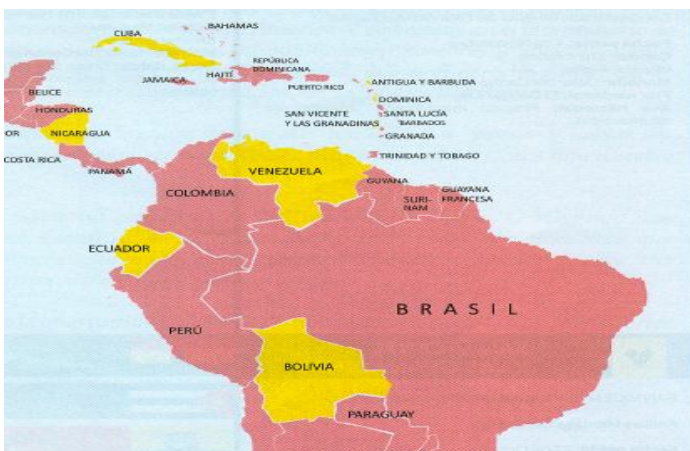 BAHAMAS
CUBA
REPÚBLICA
DOMINICANA
HAITÍ
JAMAICA
PUERTO RICO
ANTIGUA Y BARBUDA
BELICE
DOMINICA
HONDURAS
SAN VICENTE
Y LAS GRANADINAS
SANTA LUCÍA
BARBADOS
OR
NICARAGUA
GRANADA
COSTA RICA
TRINIDAD Y TOBAGO
PANAMÁ
VENEZUELA
GUYANA
COLOMBIA
GUAYANA
FRANCESA
SURI-
NAM
ECUADOR
BRASIL
PERÚ
BOLIVIA
PARAGUAY